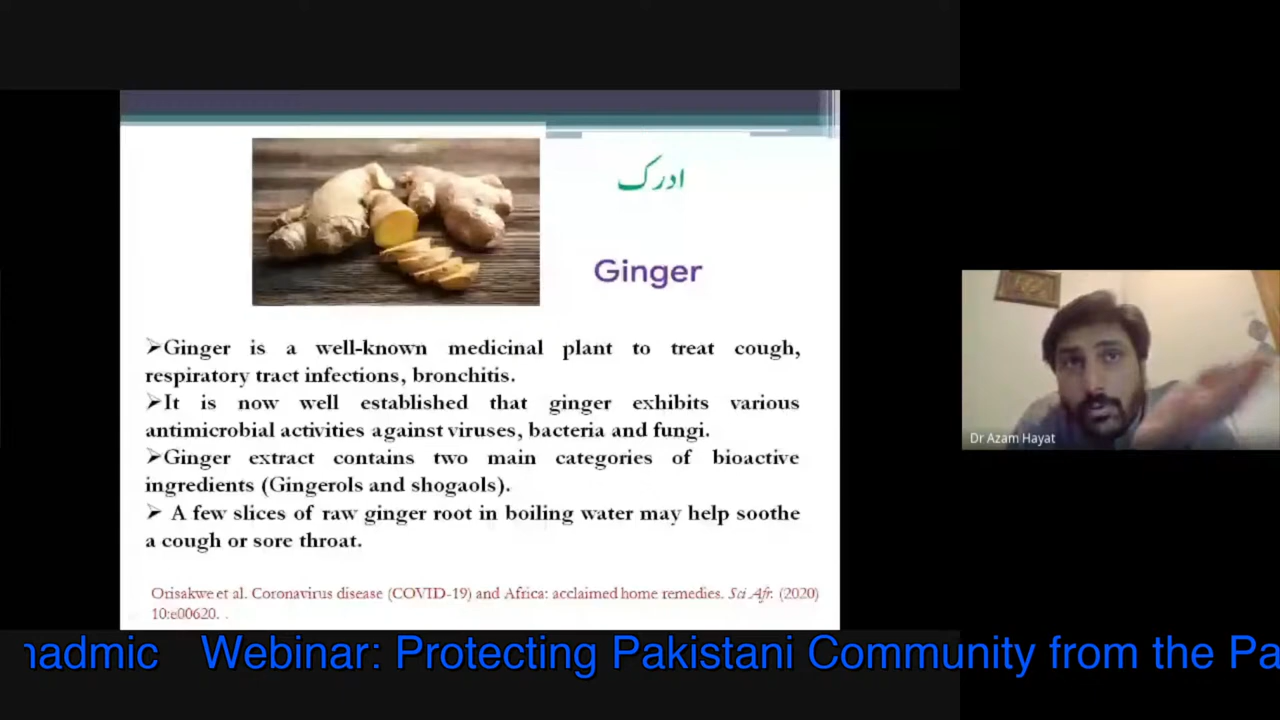 ادرک
Ginger
➢Ginger is a well-known medicinal plant to treat cough,
respiratory tract infections, bronchitis.
➢It is now well established that ginger exhibits various
antimicrobial activities against viruses, bacteria and fungi.
➢Ginger extract contains two main categories of bioactive
ingredients (Gingerols and shogaols).
➢ A few slices of raw ginger root in boiling water may help soothe
a cough or sore throat.
Orisakwe et al. Coronavirus disease (COVID-19) and Africa: acclaimed home remedies. Sci Afr. (2020)
10:e00620. .
Dr Azam Hayat
nadmic Webinar: Protecting Pakistani Community from the Pa